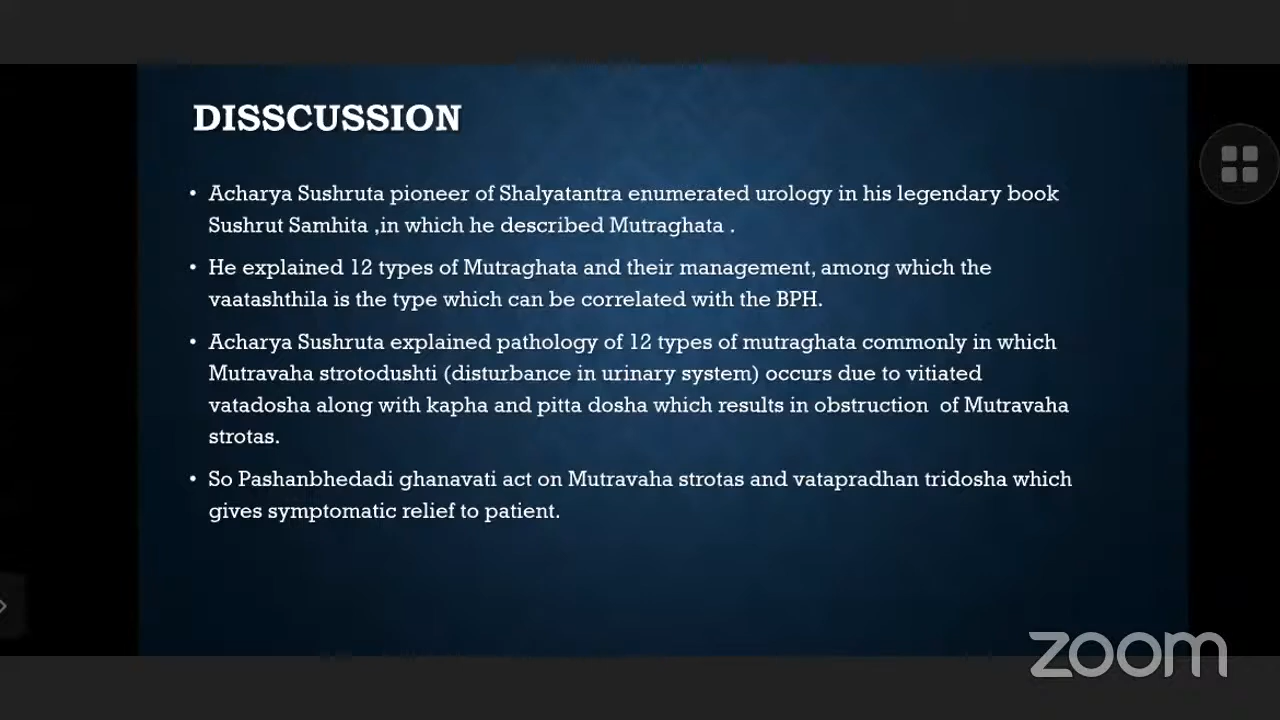 DISSCUSSION
• Acharya Sushruta pioneer of Shalyatantra enumerated urology in his legendary book
Sushrut Samhita ,in which he described Mutraghata .
• He explained 12 types of Mutraghata and their management, among which the
vaatashthila is the type which can be correlated with the BPH.
• Acharya Sushruta explained pathology of 12 types of mutraghata commonly in which
Mutravaha strotodushti (disturbance in urinary system) occurs due to vitiated
vatadosha along with kapha and pitta dosha which results in obstruction of Mutravaha
strotas.
• So Pashanbhedadi ghanavati act on Mutravaha strotas and vatapradhan tridosha which
gives symptomatic relief to patient.
zoom